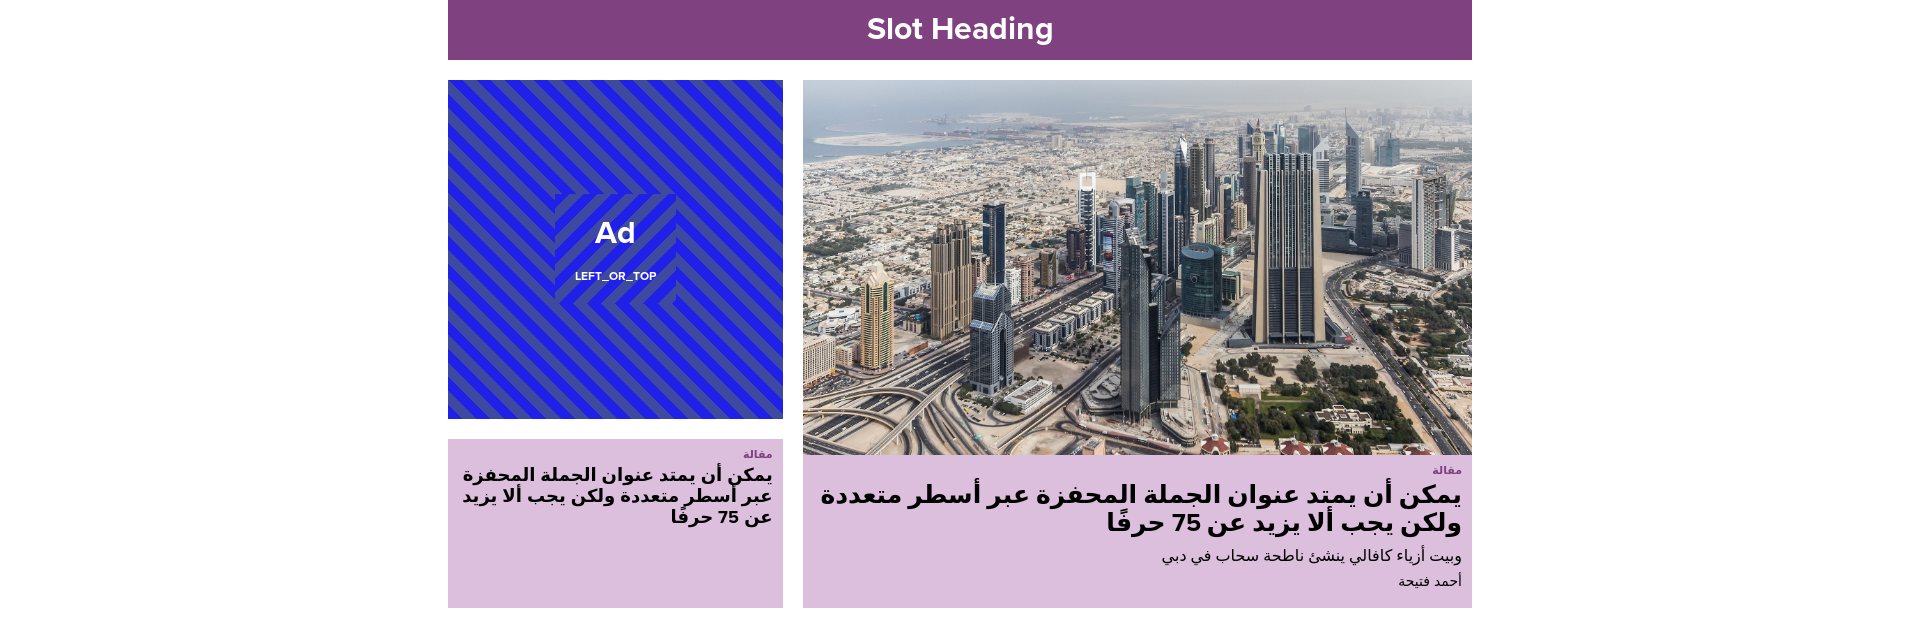 Slot Heading
مقالة
يمكن أن يمتد عنوان الجملة المحفزة عبر أسطر متعددة
ولكن يجب ألا يزيد عن 75 حرفًا
وبيت أزياء كافالي ينشئ ناطحة سحاب في دبي
أحمد فتيحة
Ad
LEFT_OR_TOP
مقالة
يمكن أن يمتد عنوان الجملة المحفزة
عبر أسطر متعددة ولكن يجب ألا يزيد
عن 75 حرفًا